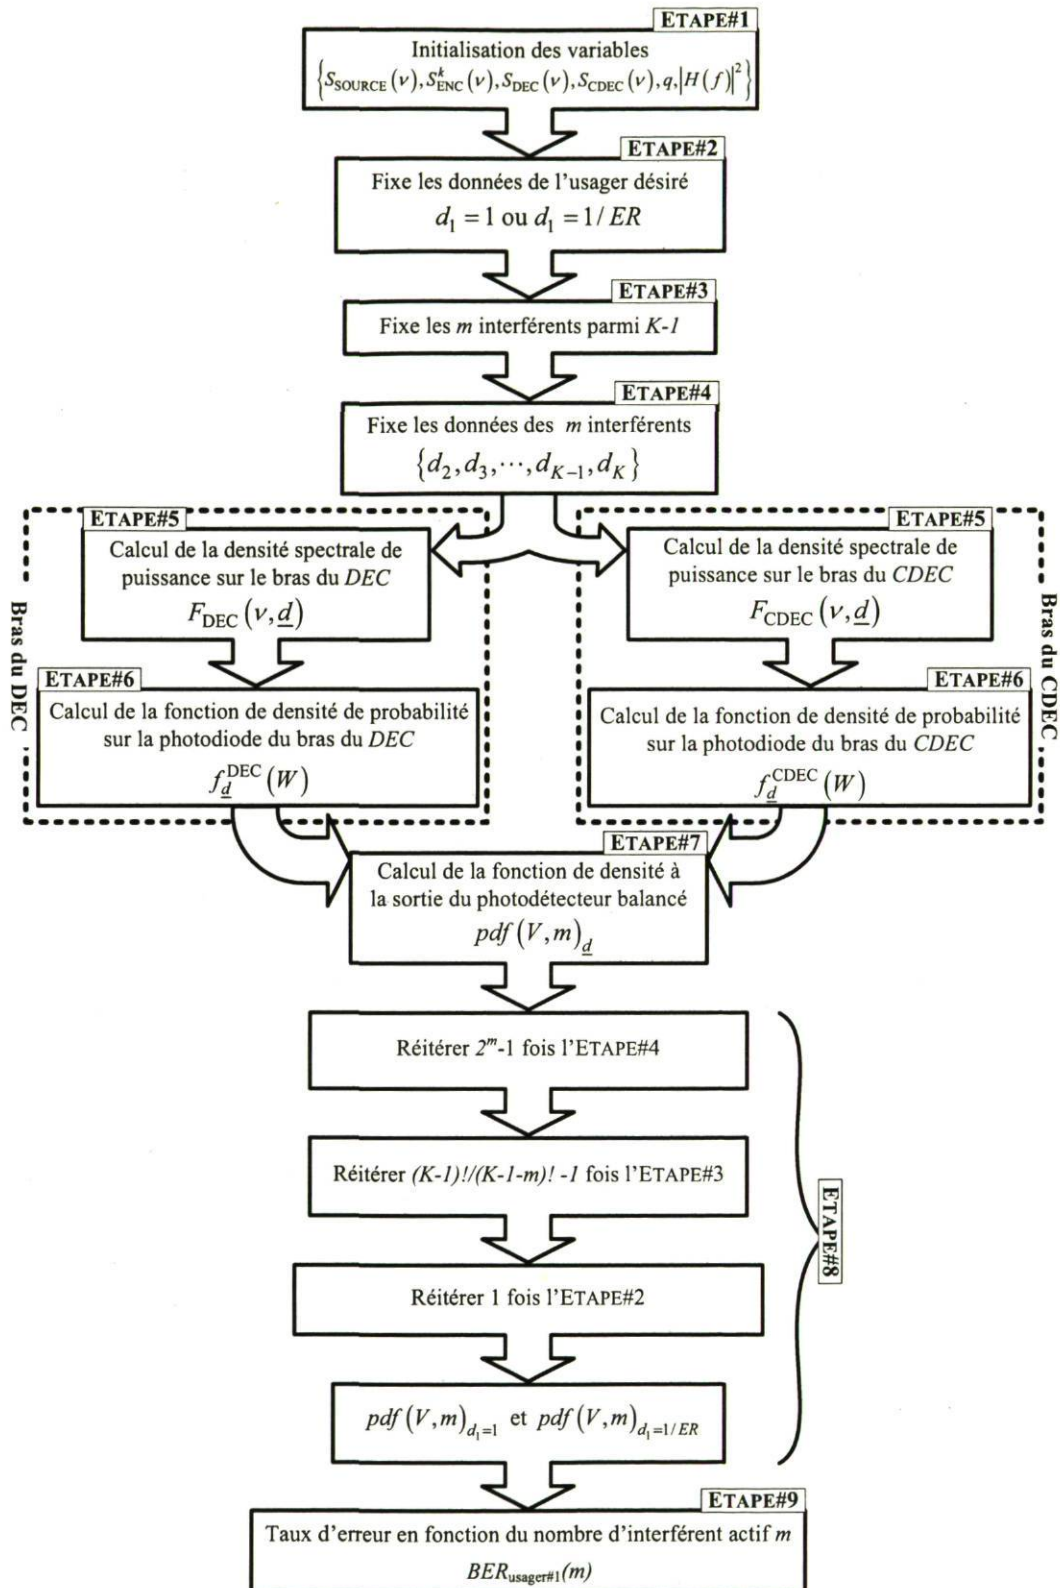 ETAPE#1
Initialisation des variables
{S_SOURCE(ν), S^k_ENC(ν), S_DEC(ν), S_CDEC(ν), q, |H(f)|²}
ETAPE#2
Fixe les données de l'usager désiré
d₁ = 1 ou d₁ = 1/ER
ETAPE#3
Fixe les m interférents parmi K-1
ETAPE#4
Fixe les données des m interférents
{d₂, d₃, ⋯, d_{K−1}, d_K}
Bras du DEC
ETAPE#5
Calcul de la densité spectrale de
puissance sur le bras du DEC
F_DEC(ν, d)
ETAPE#6
Calcul de la fonction de densité de probabilité
sur la photodiode du bras du DEC
f_d^DEC(W)
ETAPE#5
Calcul de la densité spectrale de
puissance sur le bras du CDEC
F_CDEC(ν, d)
ETAPE#6
Calcul de la fonction de densité de probabilité
sur la photodiode du bras du CDEC
f_d^CDEC(W)
Bras du CDEC
ETAPE#7
Calcul de la fonction de densité à
la sortie du photodétecteur balancé
pdf(V, m)_d
Réitérer 2^m-1 fois l'ETAPE#4
Réitérer (K-1)!/(K-1-m)! -1 fois l'ETAPE#3
Réitérer 1 fois l'ETAPE#2
pdf(V, m)_{d₁=1} et pdf(V, m)_{d₁=1/ER}
ETAPE#8
ETAPE#9
Taux d'erreur en fonction du nombre d'interférent actif m
BER_{usager#1}(m)